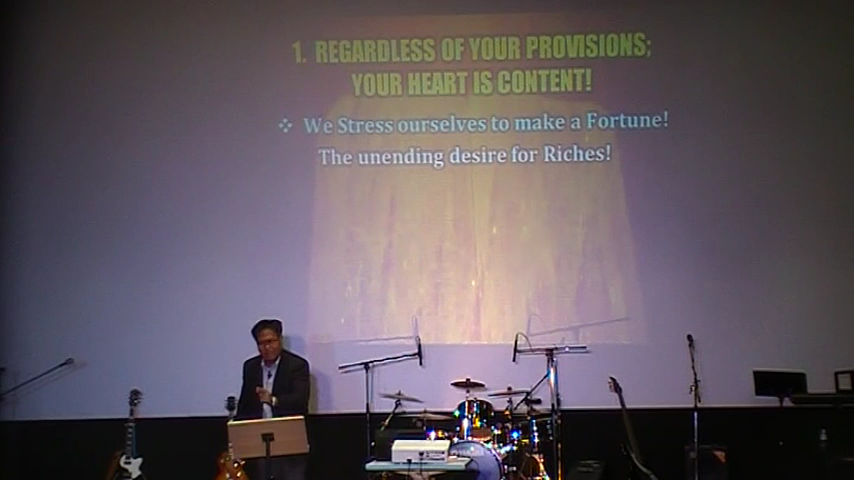 1. REGARDLESS OF YOUR PROVISIONS;
YOUR HEART IS CONTENT!
❖ We Stress ourselves to make a Fortune!
The unending desire for Riches!